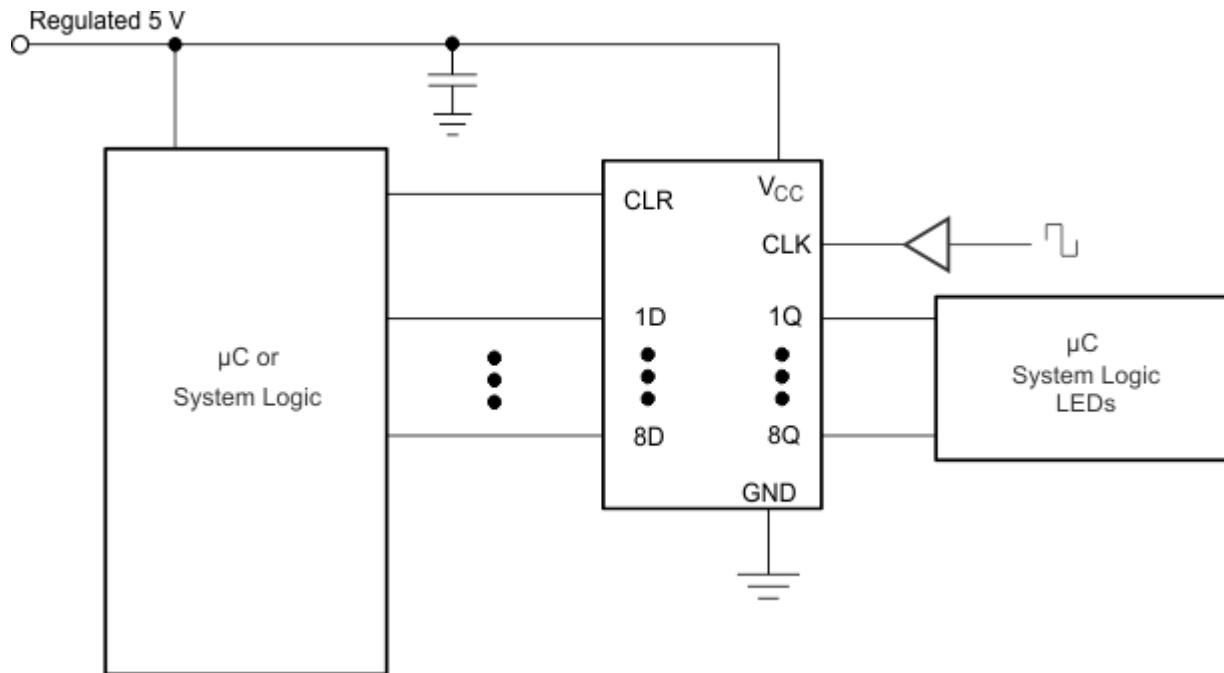 Regulated 5 V
CLR
VCC
CLK
1D
1Q
8D
8Q
GND
µC or
System Logic
µC
System Logic
LEDs